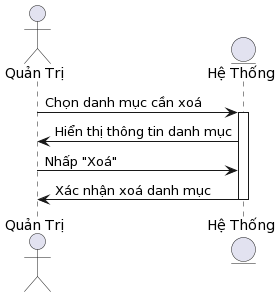 Quản Trị
Hệ Thống
Chọn danh mục cần xoá
Hiển thị thông tin danh mục
Nhấp "Xoá"
Xác nhận xoá danh mục
Quản Trị
Hệ Thống